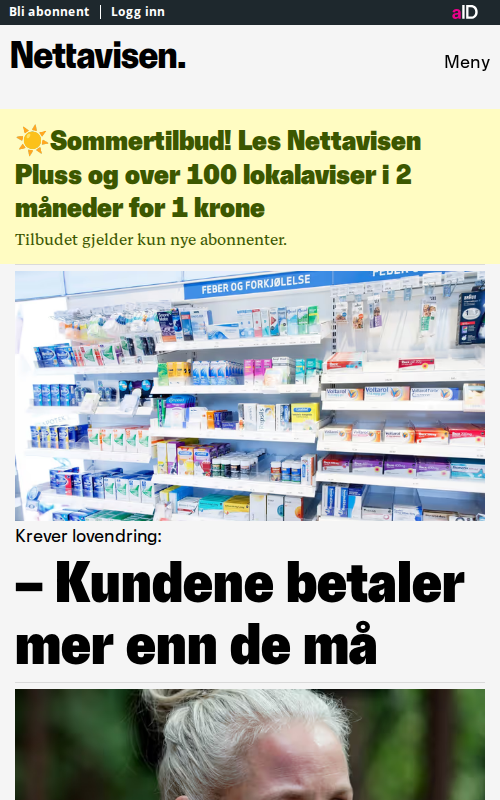 Bli abonnent
Logg inn
aID
Nettavisen.
Meny
☀️Sommertilbud! Les Nettavisen
Pluss og over 100 lokalaviser i 2
måneder for 1 krone
Tilbudet gjelder kun nye abonnenter.
FEBER OG FORKJØLELSE
Voltarol
Voltarol
Krever lovendring:
– Kundene betaler
mer enn de må